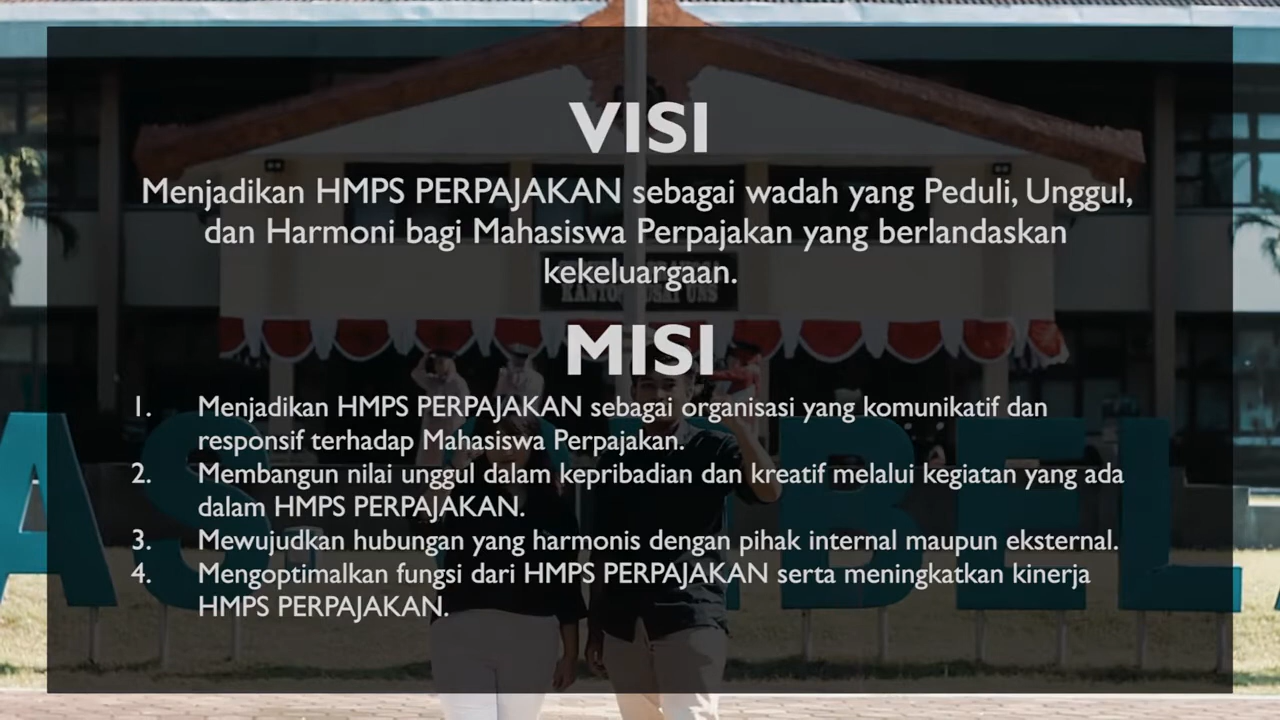 VISI
Menjadikan HMPS PERPAJAKAN sebagai wadah yang Peduli, Unggul,
dan Harmoni bagi Mahasiswa Perpajakan yang berlandaskan
kekeluargaan.
KANTOR PUSAT UNS
MISI
1. Menjadikan HMPS PERPAJAKAN sebagai organisasi yang komunikatif dan
responsif terhadap Mahasiswa Perpajakan.
2. Membangun nilai unggul dalam kepribadian dan kreatif melalui kegiatan yang ada
dalam HMPS PERPAJAKAN.
3. Mewujudkan hubungan yang harmonis dengan pihak internal maupun eksternal.
4. Mengoptimalkan fungsi dari HMPS PERPAJAKAN serta meningkatkan kinerja
HMPS PERPAJAKAN.